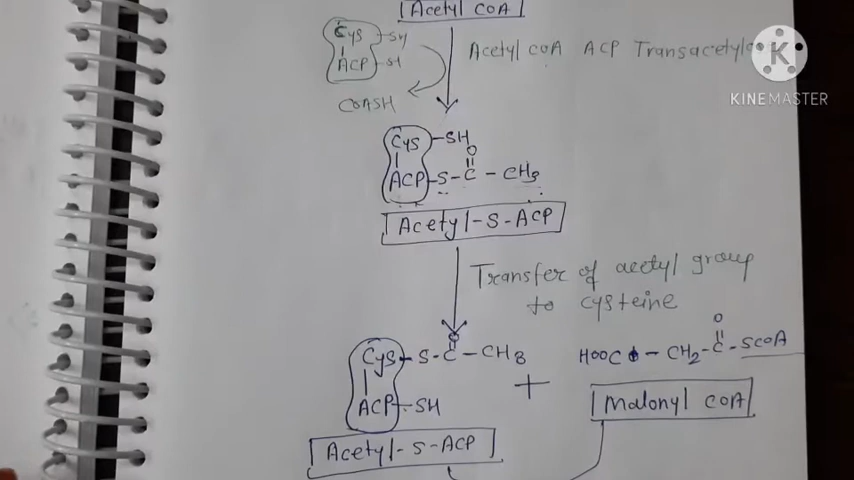 Acetyl COA
Cys -SH
ACP -SH
COASH
Acetyl COA ACP
K
KINEMASTER
Cys -SH
O
ACP -S-C-CH3
Acetyl-S-ACP
Transfer of acetyl group
to cysteine
O
Cys -S-C-CH3
ACP -SH
+
O
HOOC-CH2-C-SCOA
Malonyl COA
Acetyl-S-ACP